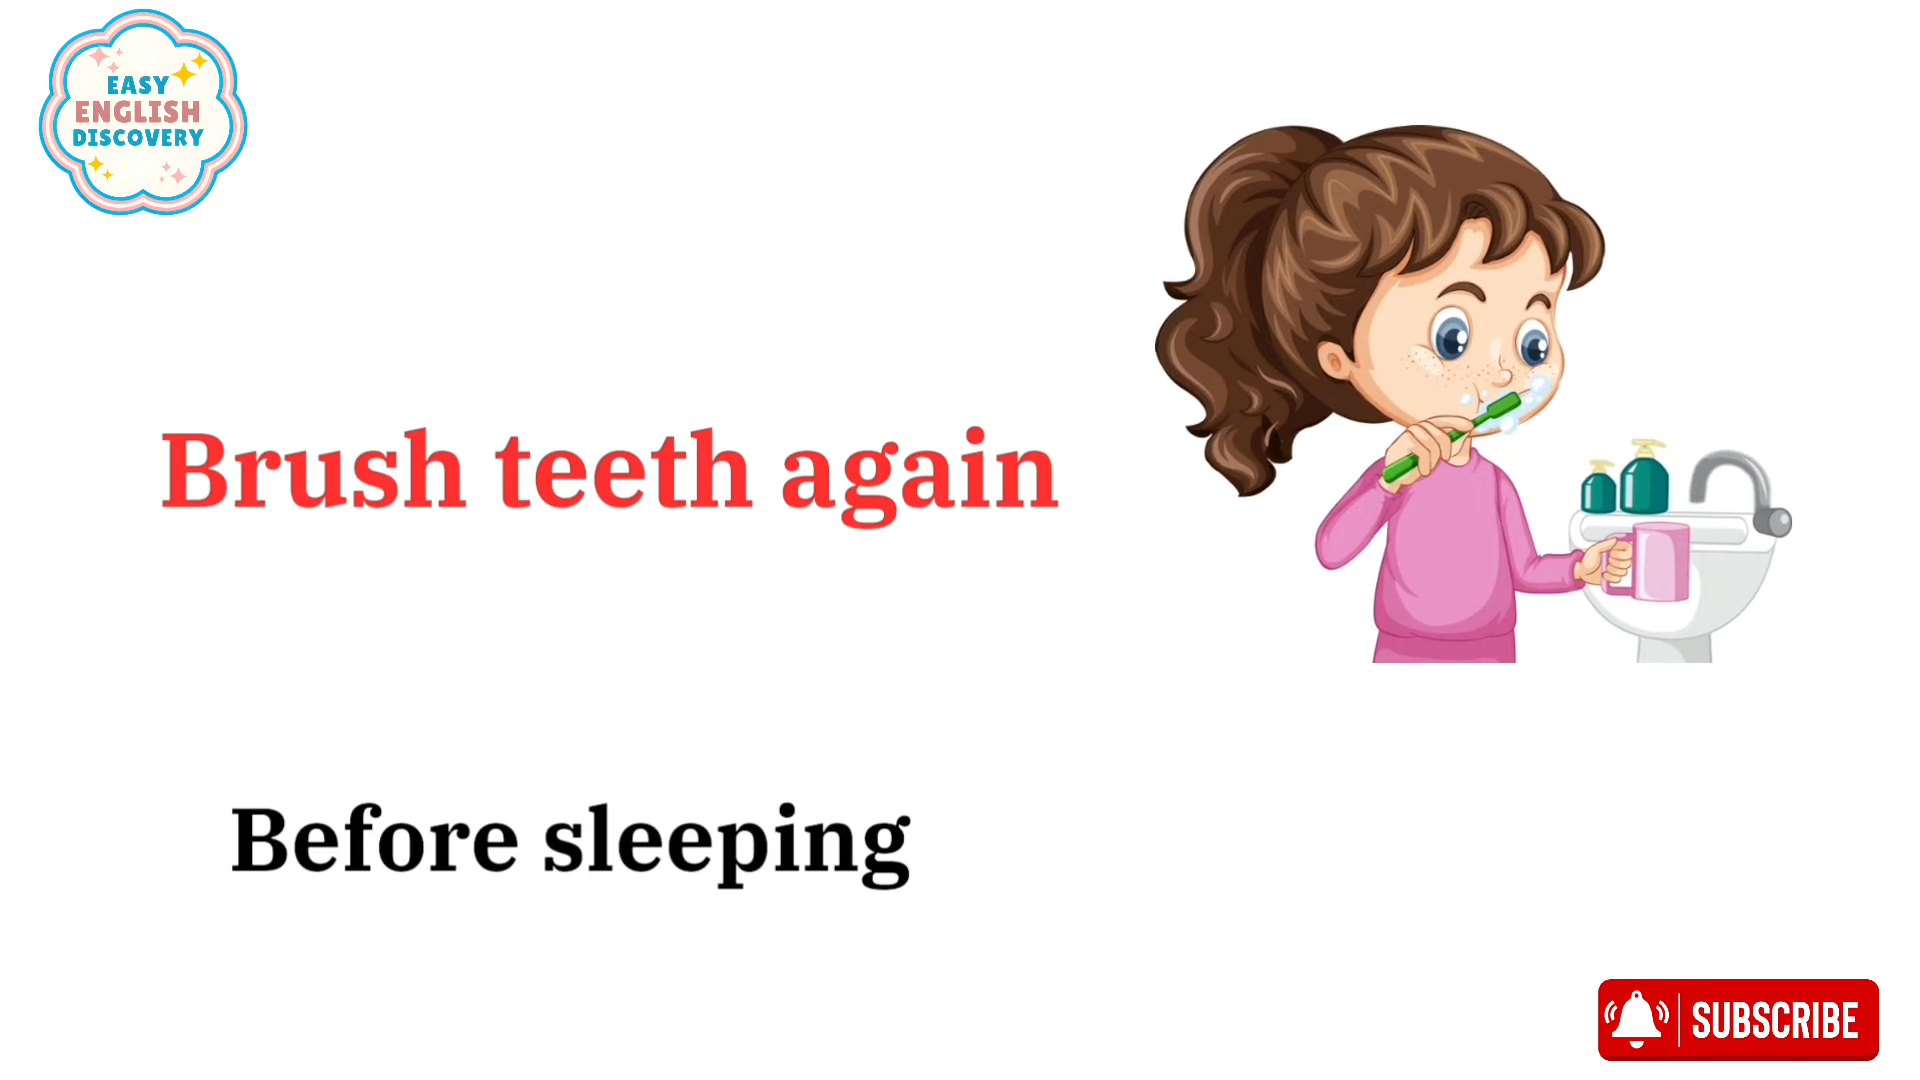 EASY
ENGLISH
DISCOVERY
Brush teeth again
Before sleeping
SUBSCRIBE